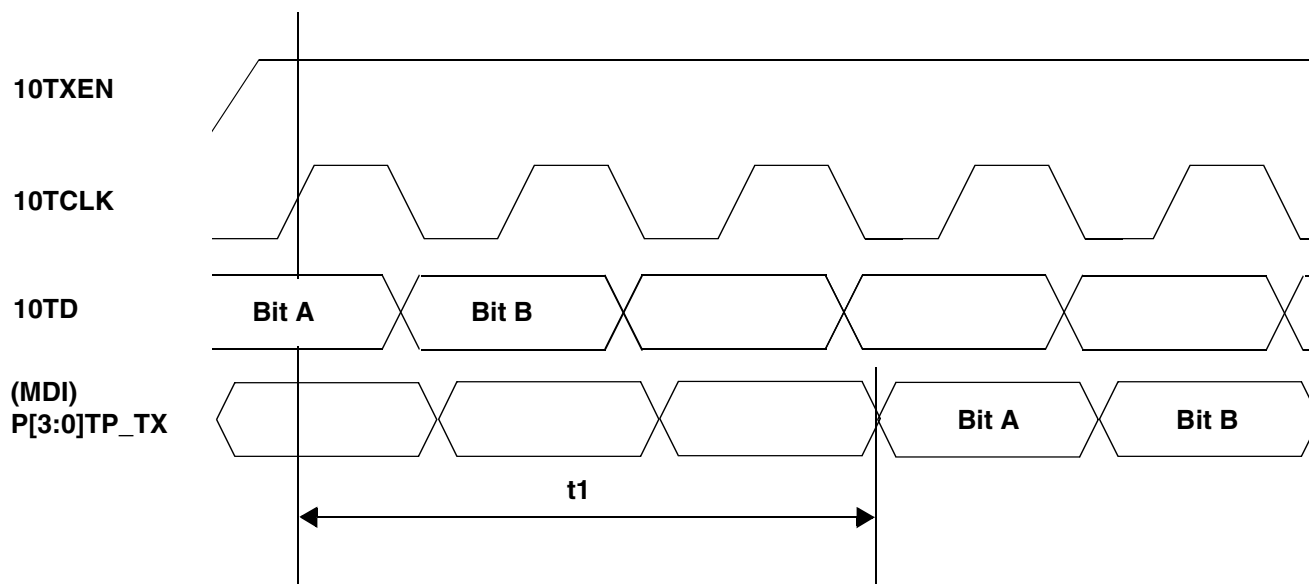 10TXEN
10TCLK
10TD
Bit A
Bit B
(MDI)
P[3:0]TP_TX
Bit A
Bit B
t1